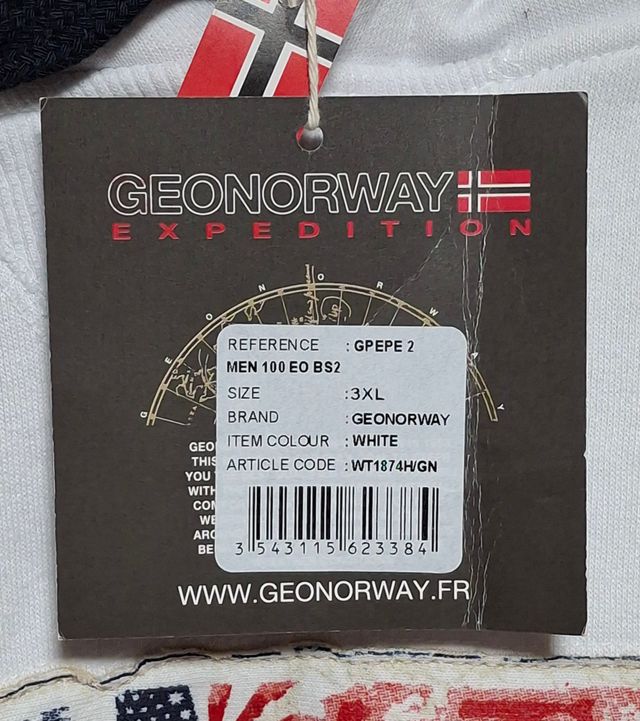 GEONORWAY
EXPEDITION
GEONORWAY
REFERENCE : GPEPE 2
MEN 100 EO BS2
SIZE : 3XL
BRAND : GEONORWAY
ITEM COLOUR : WHITE
ARTICLE CODE : WT1874H/GN
3 543115 623384
WWW.GEONORWAY.FR